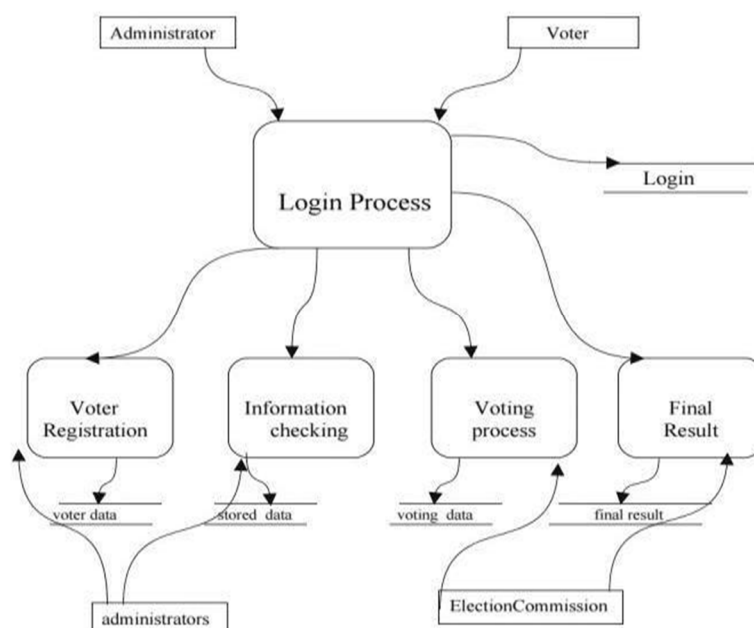 Administrator
Voter
Login Process
Login
Voter
Registration
Information
checking
Voting
process
Final
Result
voter data
stored data
voting data
final result
administrators
ElectionCommission